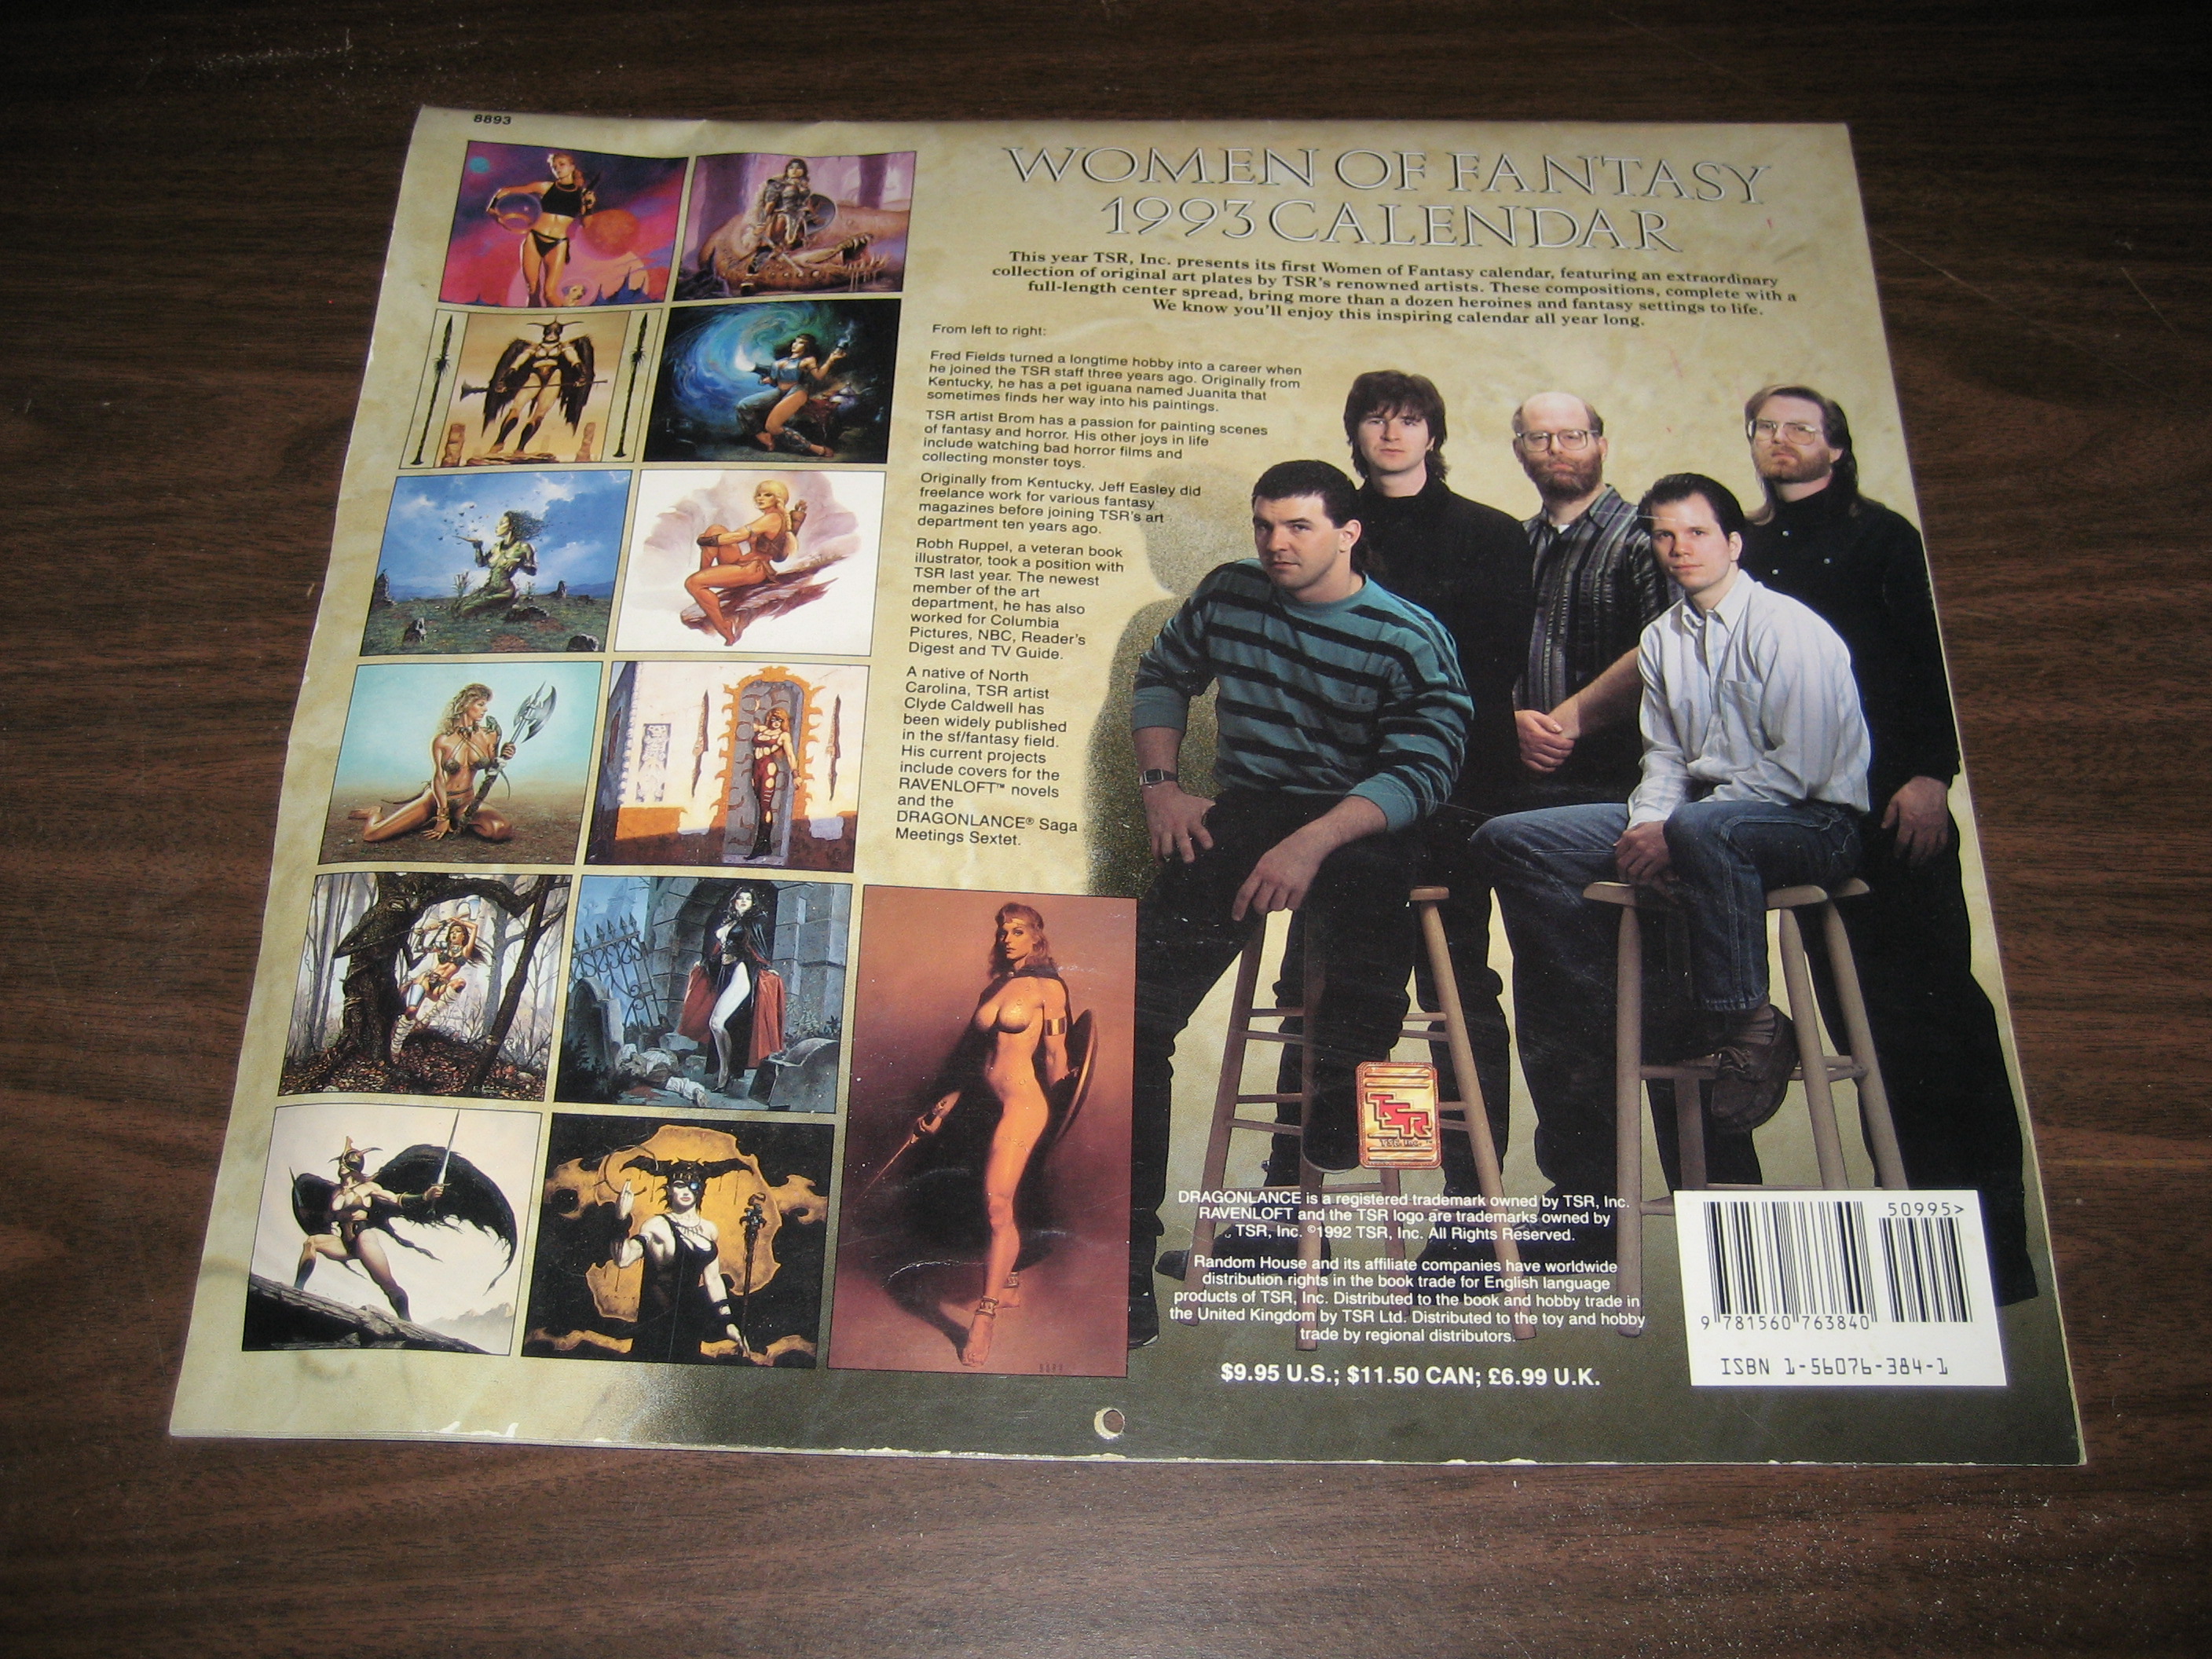 8893
WOMEN OF FANTASY
1993 CALENDAR
This year TSR, Inc. presents its first Women of Fantasy calendar, featuring an extraordinary
collection of original art plates by TSR's renowned artists. These compositions, complete with a
full-length center spread, bring more than a dozen heroines and fantasy settings to life.
We know you'll enjoy this inspiring calendar all year long.
From left to right:
Fred Fields turned a longtime hobby into a career when
he joined the TSR staff three years ago. Originally from
Kentucky, he has a pet iguana named Juanita that
sometimes finds her way into his paintings.
TSR artist Brom has a passion for painting scenes
of fantasy and horror. His other joys in life
include watching bad horror films and
collecting monster toys.
Originally from Kentucky, Jeff Easley did
freelance work for various fantasy
magazines before joining TSR's art
department ten years ago.
Robh Ruppel, a veteran book
illustrator, took a position with
TSR last year. The newest
member of the art
department, he has also
worked for Columbia
Pictures, NBC, Reader's
Digest and TV Guide.
A native of North
Carolina, TSR artist
Clyde Caldwell has
been widely published
in the sf/fantasy field.
His current projects
include covers for the
RAVENLOFT™ novels
and the
DRAGONLANCE® Saga
Meetings Sextet.
TSR
DRAGONLANCE is a registered trademark owned by TSR, Inc.
RAVENLOFT and the TSR logo are trademarks owned by
TSR, Inc. ©1992 TSR, Inc. All Rights Reserved.
Random House and its affiliate companies have worldwide
distribution rights in the book trade for English language
products of TSR, Inc. Distributed to the book and hobby trade in
the United Kingdom by TSR Ltd. Distributed to the toy and hobby
trade by regional distributors.
$9.95 U.S.; $11.50 CAN; £6.99 U.K.
50995>
9 781560 763840
ISBN 1-56076-384-1